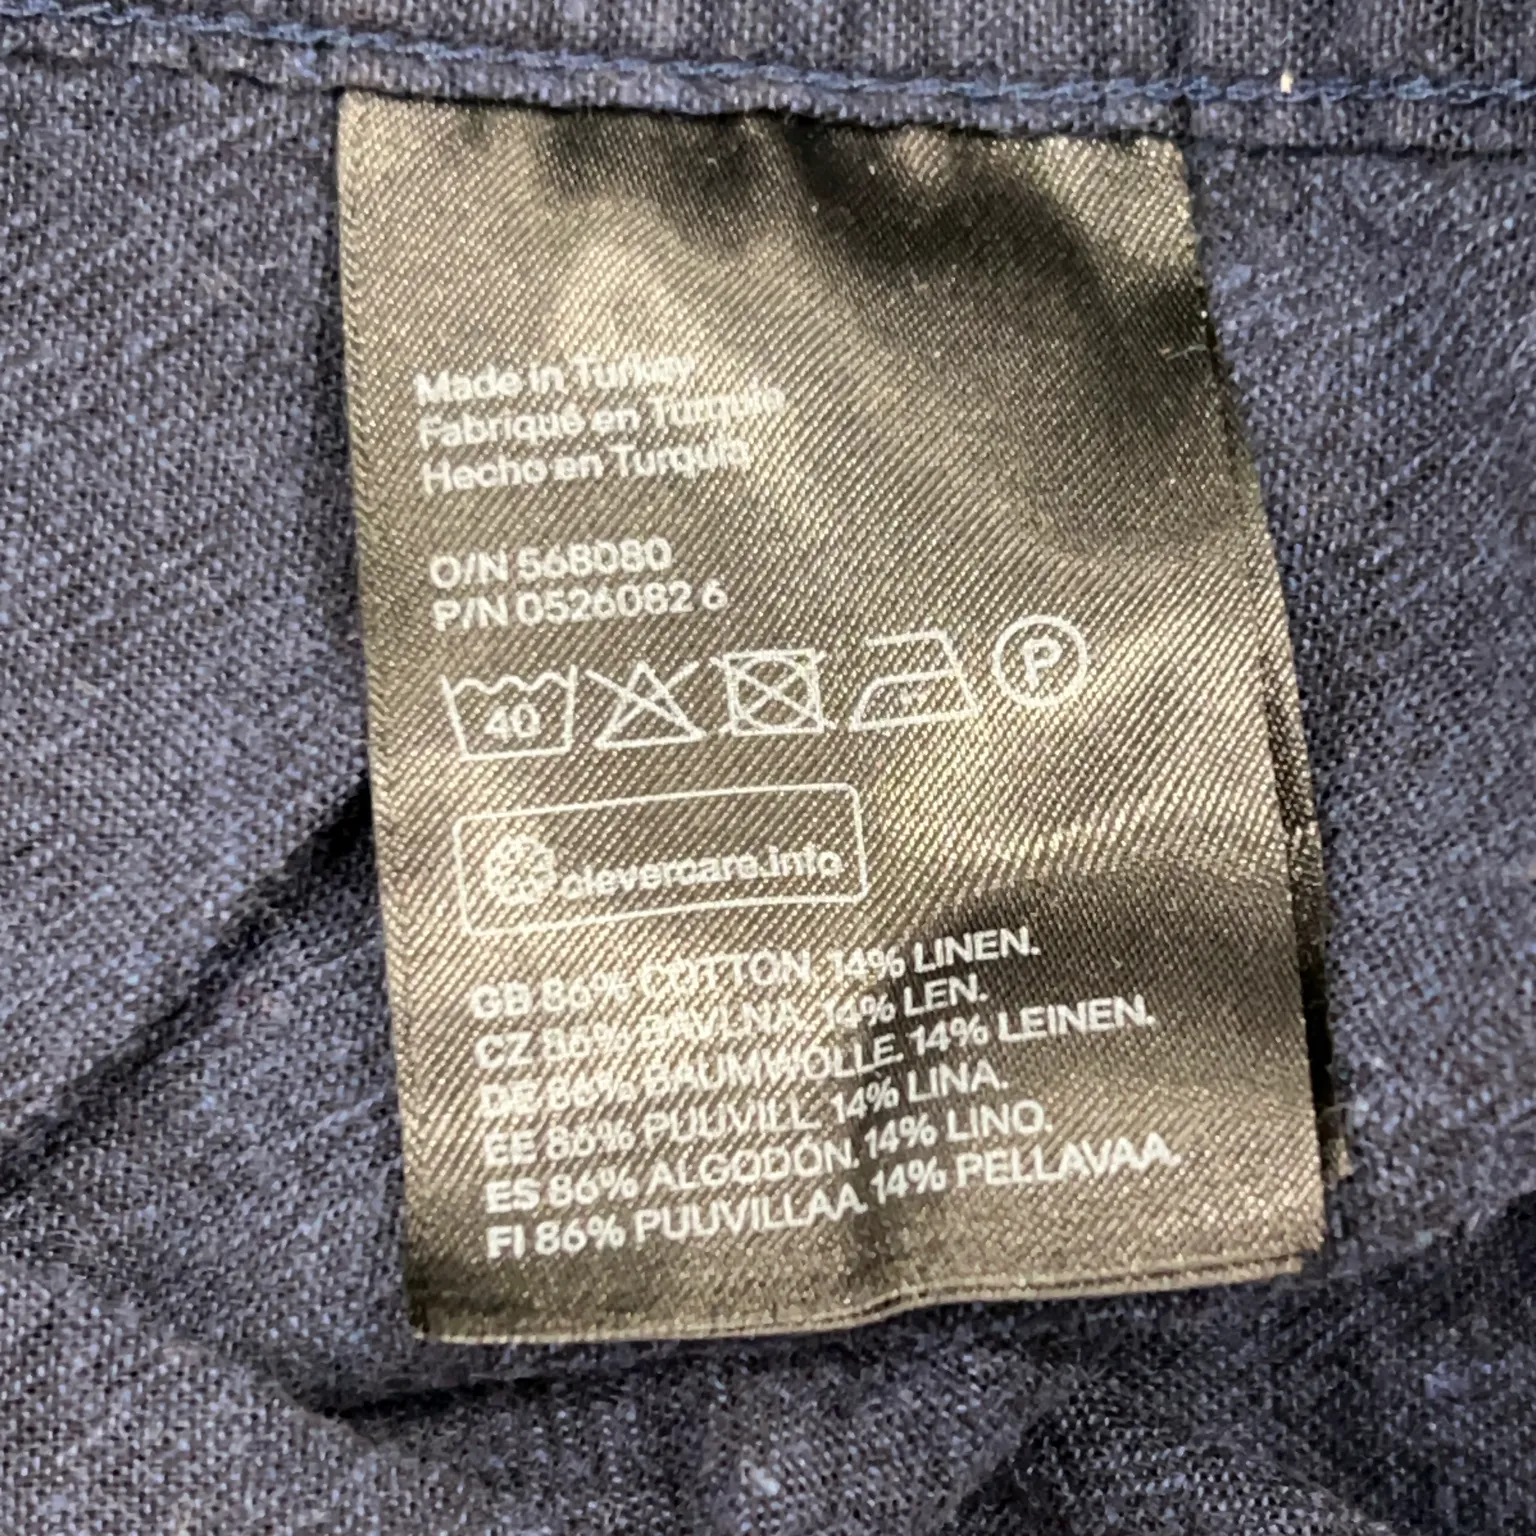 Made in Turkey
Fabriqué en Turquie
Hecho en Turquía
O/N 568080
P/N 0526082 6
40
P
clevercare.info
GB 86% COTTON. 14% LINEN.
CZ 86% BAVLNA. 14% LEN.
DE 86% BAUMWOLLE. 14% LEINEN.
EE 86% PUUVILL. 14% LINA.
ES 86% ALGODÓN. 14% LINO.
FI 86% PUUVILLAA. 14% PELLAVAA.